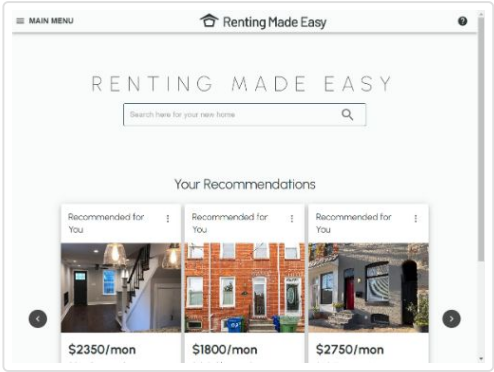 MAIN MENU
Renting Made Easy
RENTING MADE EASY
Search here for your new home
Your Recommendations
Recommended for
You
Recommended for
You
Recommended for
You
$2350/mon
$1800/mon
$2750/mon